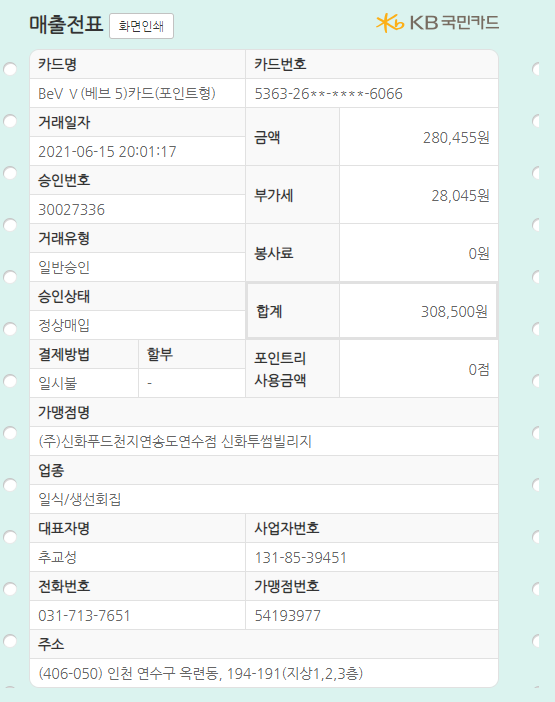 매출전표 화면인쇄 KB국민카드
카드명 카드번호
BeV Ⅴ(베브 5)카드(포인트형) 5363-26**-****-6066
거래일자
2021-06-15 20:01:17
금액 280,455원
승인번호
30027336
부가세 28,045원
거래유형
일반승인
봉사료 0원
승인상태
정상매입
합계 308,500원
결제방법 할부
일시불 -
포인트리
사용금액 0점
가맹점명
(주)신화푸드천지연송도연수점 신화투썸빌리지
업종
일식/생선회집
대표자명 사업자번호
추교성 131-85-39451
전화번호 가맹점번호
031-713-7651 54193977
주소
(406-050) 인천 연수구 옥련동, 194-191(지상1,2,3층)